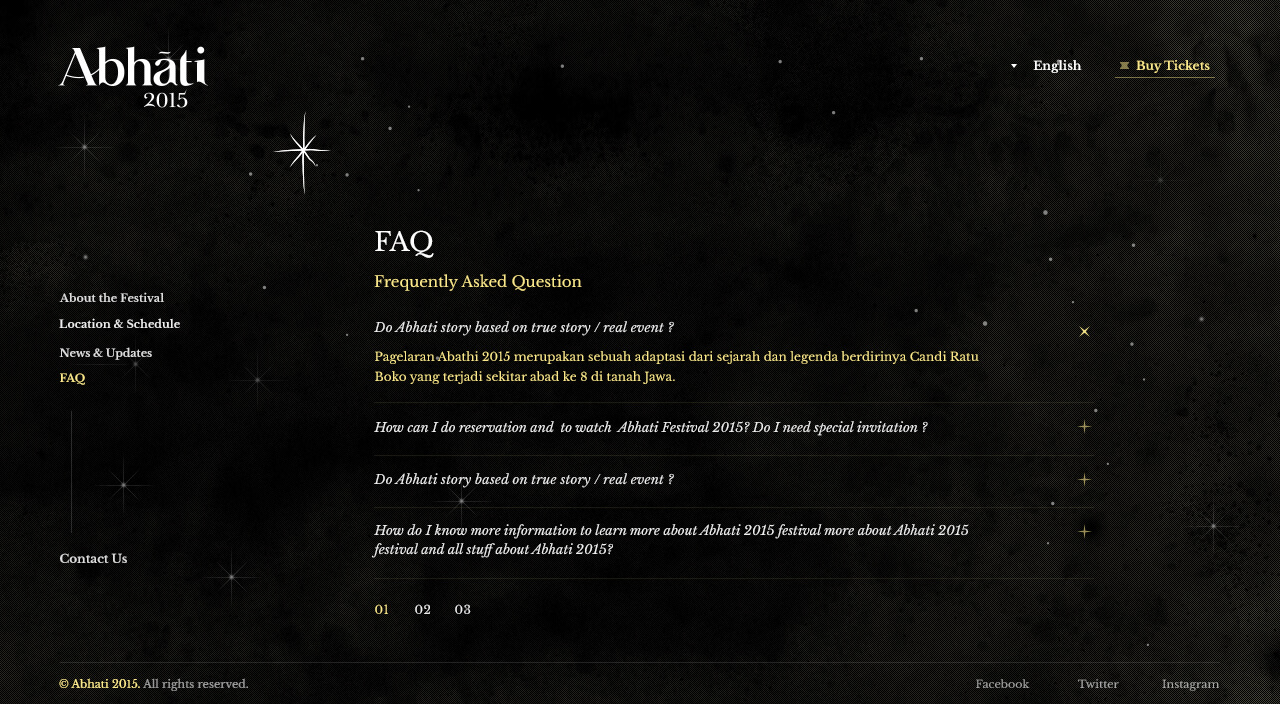 Abhāti
2015
English
Buy Tickets
FAQ
Frequently Asked Question
About the Festival
Location & Schedule
News & Updates
FAQ
Contact Us
Do Abhati story based on true story / real event ?
Pagelaran Abathi 2015 merupakan sebuah adaptasi dari sejarah dan legenda berdirinya Candi Ratu
Boko yang terjadi sekitar abad ke 8 di tanah Jawa.
How can I do reservation and  to watch  Abhati Festival 2015? Do I need special invitation ?
Do Abhati story based on true story / real event ?
How do I know more information to learn more about Abhati 2015 festival more about Abhati 2015
festival and all stuff about Abhati 2015?
01 02 03
© Abhati 2015. All rights reserved.
Facebook Twitter Instagram